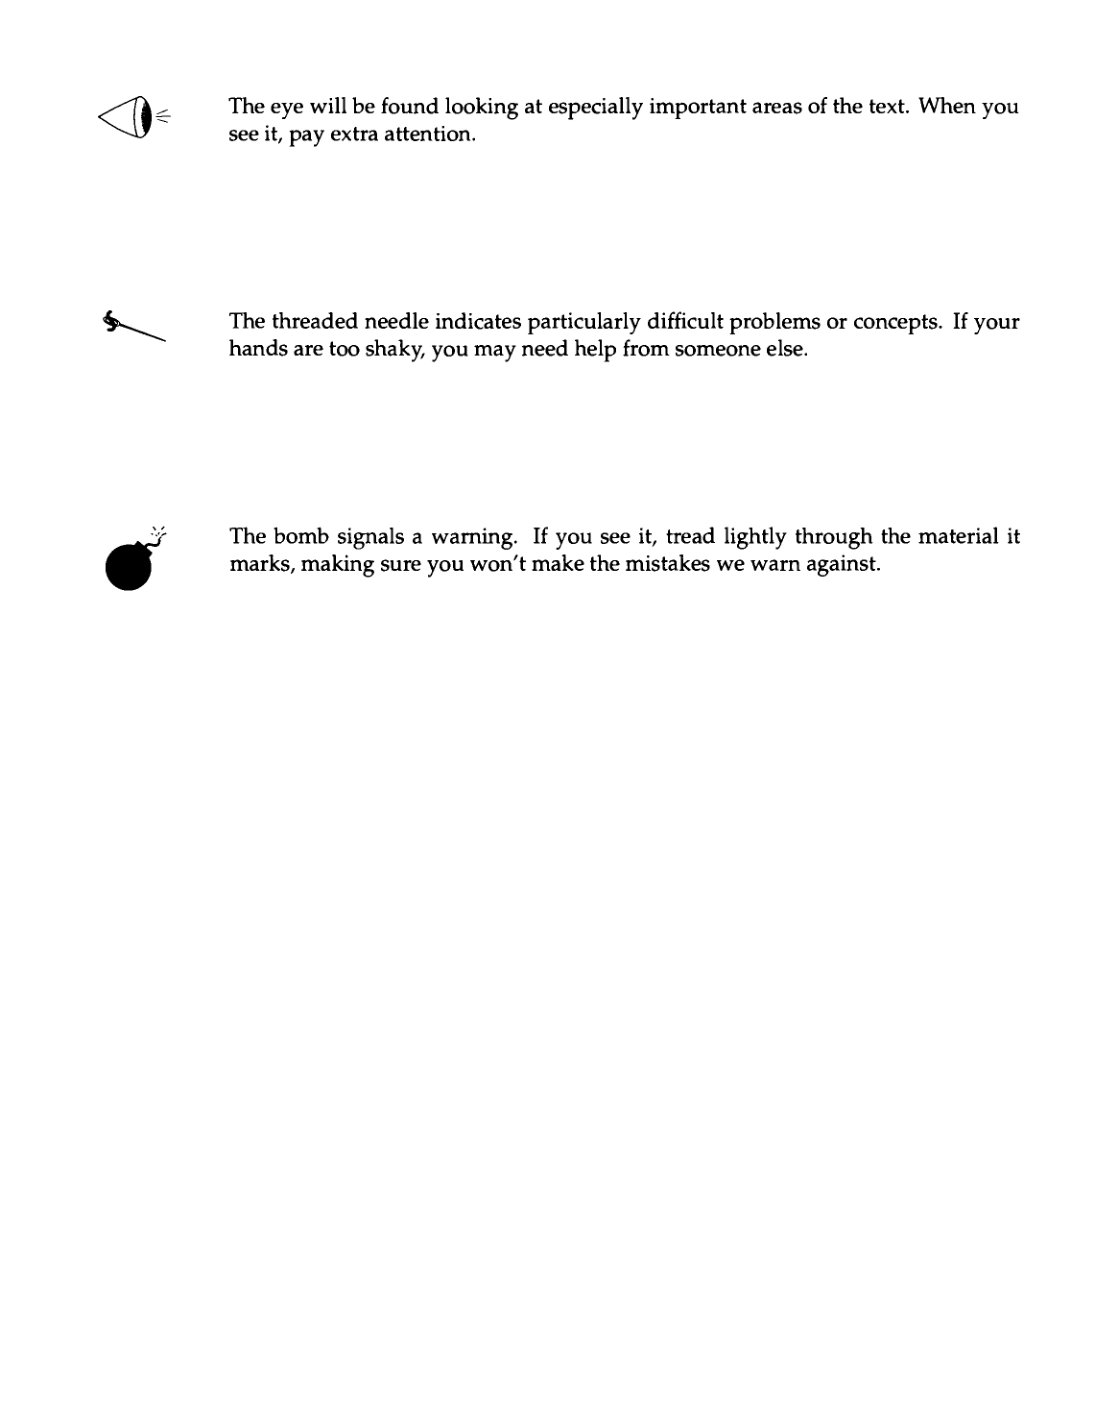 The eye will be found looking at especially important areas of the text. When you
see it, pay extra attention.
The threaded needle indicates particularly difficult problems or concepts. If your
hands are too shaky, you may need help from someone else.
The bomb signals a warning. If you see it, tread lightly through the material it
marks, making sure you won't make the mistakes we warn against.